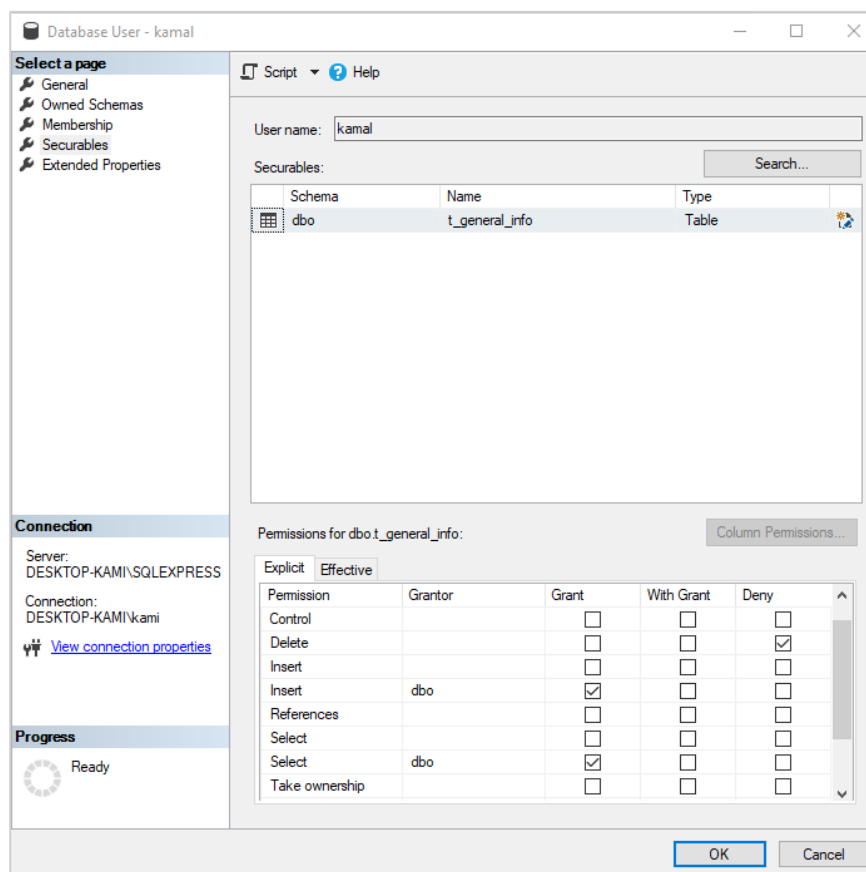 Database User - kamal
Select a page
General
Owned Schemas
Membership
Securables
Extended Properties
Script
Help
User name: kamal
Securables:
Search...
Schema Name Type
dbo t_general_info Table
Connection
Server:
DESKTOP-KAMI\SQLEXPRESS
Connection:
DESKTOP-KAMI\kami
View connection properties
Progress
Ready
Permissions for dbo.t_general_info:
Column Permissions...
Explicit Effective
Permission Grantor Grant With Grant Deny
Control
Delete
Insert
Insert dbo
References
Select
Select dbo
Take ownership
OK Cancel